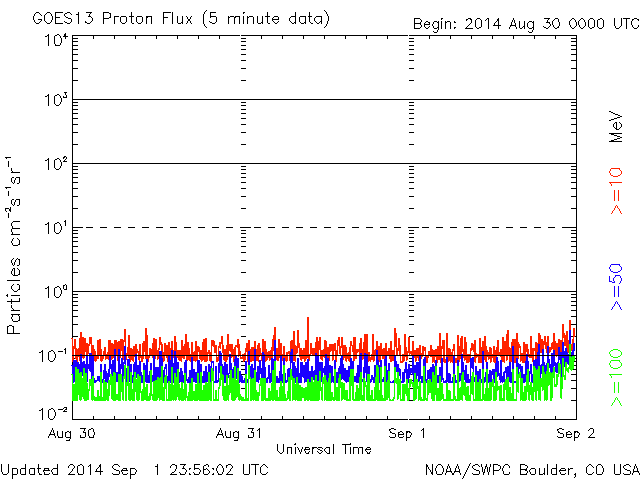 GOES13 Proton Flux (5 minute data)
Begin: 2014 Aug 30 0000 UTC
10⁴
10³
10²
10¹
10⁰
10⁻¹
10⁻²
Particles cm⁻²s⁻¹sr⁻¹
MeV
>=10
>=50
>=100
Aug 30
Aug 31
Sep 1
Sep 2
Universal Time
Updated 2014 Sep 1 23:56:02 UTC
NOAA/SWPC Boulder, CO USA